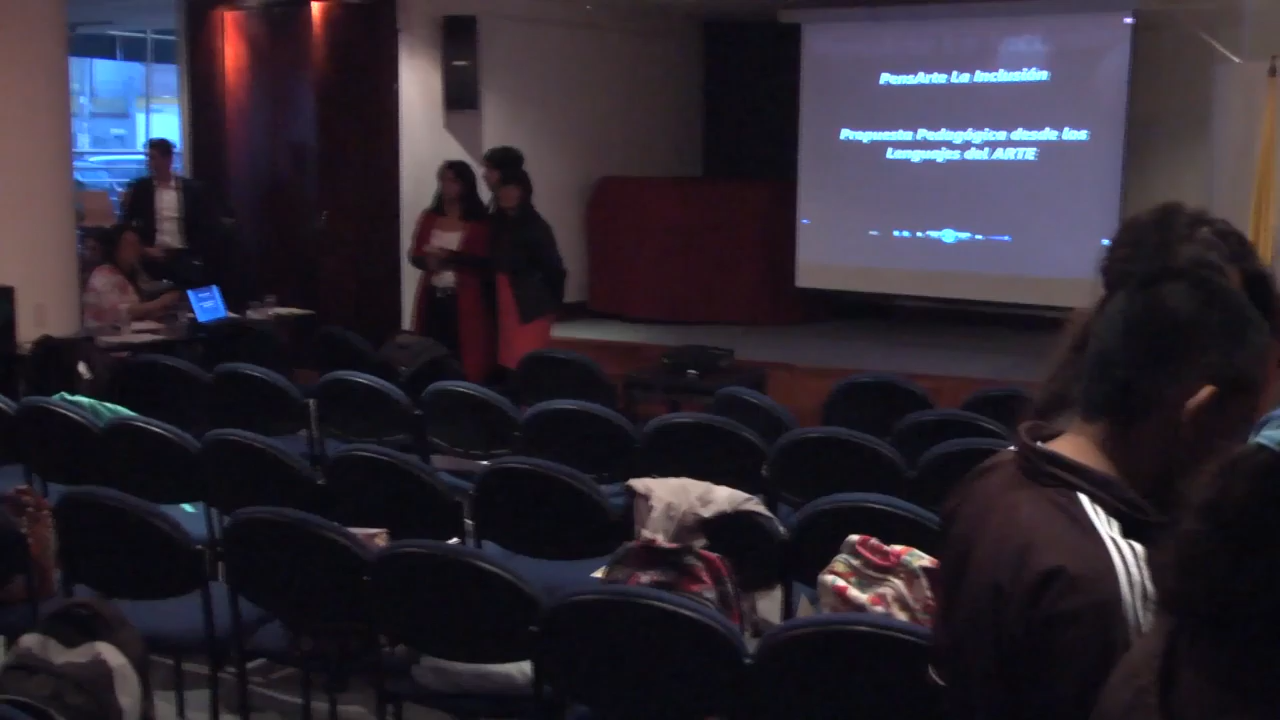 PensArte La Inclusión
Propuesta Pedagógica desde los
Lenguajes del ARTE